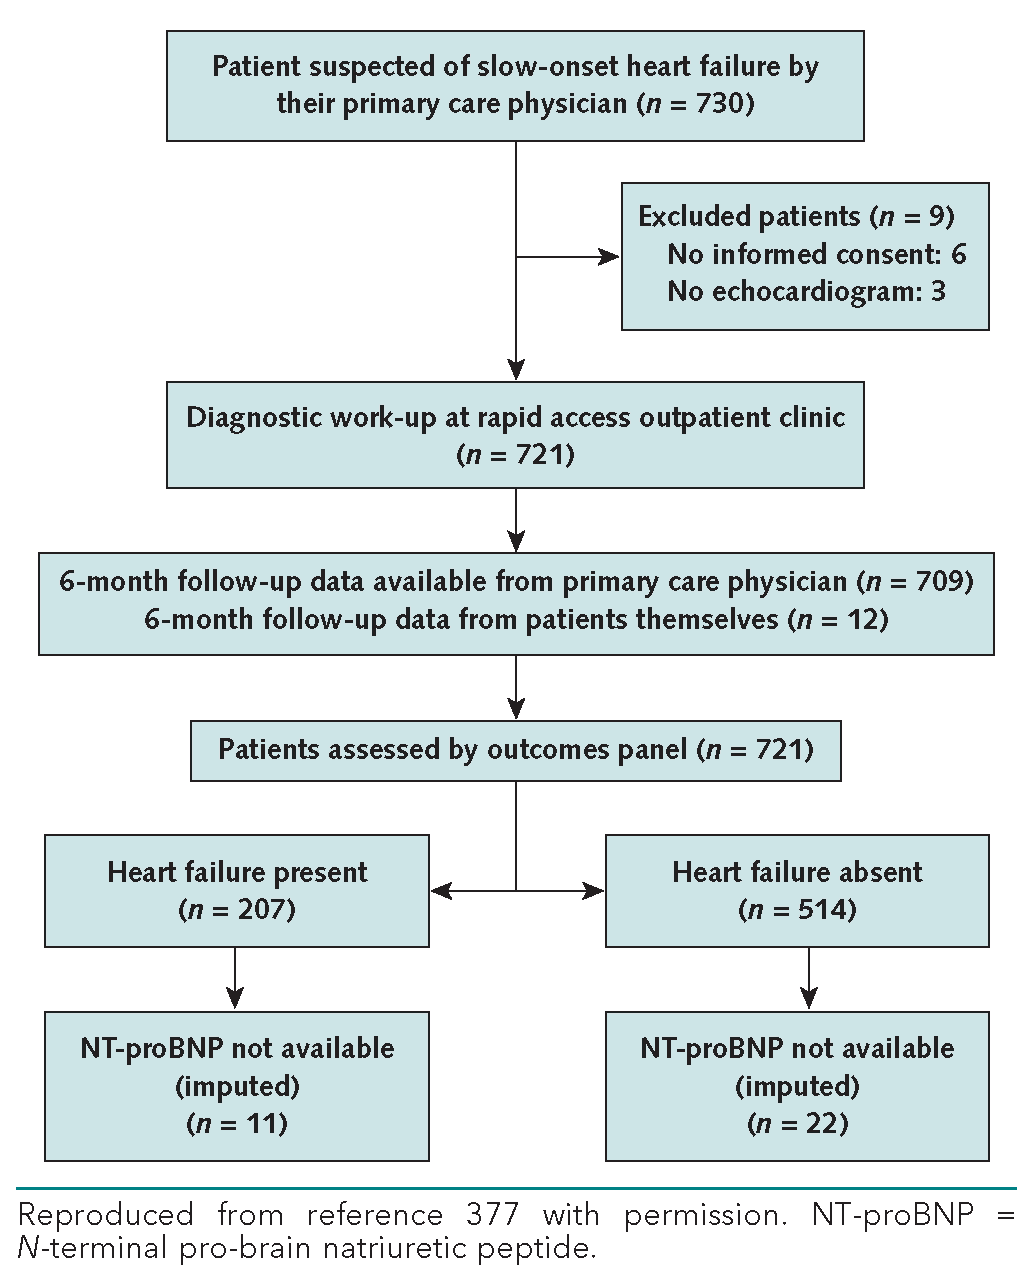 Patient suspected of slow-onset heart failure by
their primary care physician (n = 730)
Excluded patients (n = 9)
No informed consent: 6
No echocardiogram: 3
Diagnostic work-up at rapid access outpatient clinic
(n = 721)
6-month follow-up data available from primary care physician (n = 709)
6-month follow-up data from patients themselves (n = 12)
Patients assessed by outcomes panel (n = 721)
Heart failure present
(n = 207)
Heart failure absent
(n = 514)
NT-proBNP not available
(imputed)
(n = 11)
NT-proBNP not available
(imputed)
(n = 22)
Reproduced from reference 377 with permission. NT-proBNP =
N-terminal pro-brain natriuretic peptide.